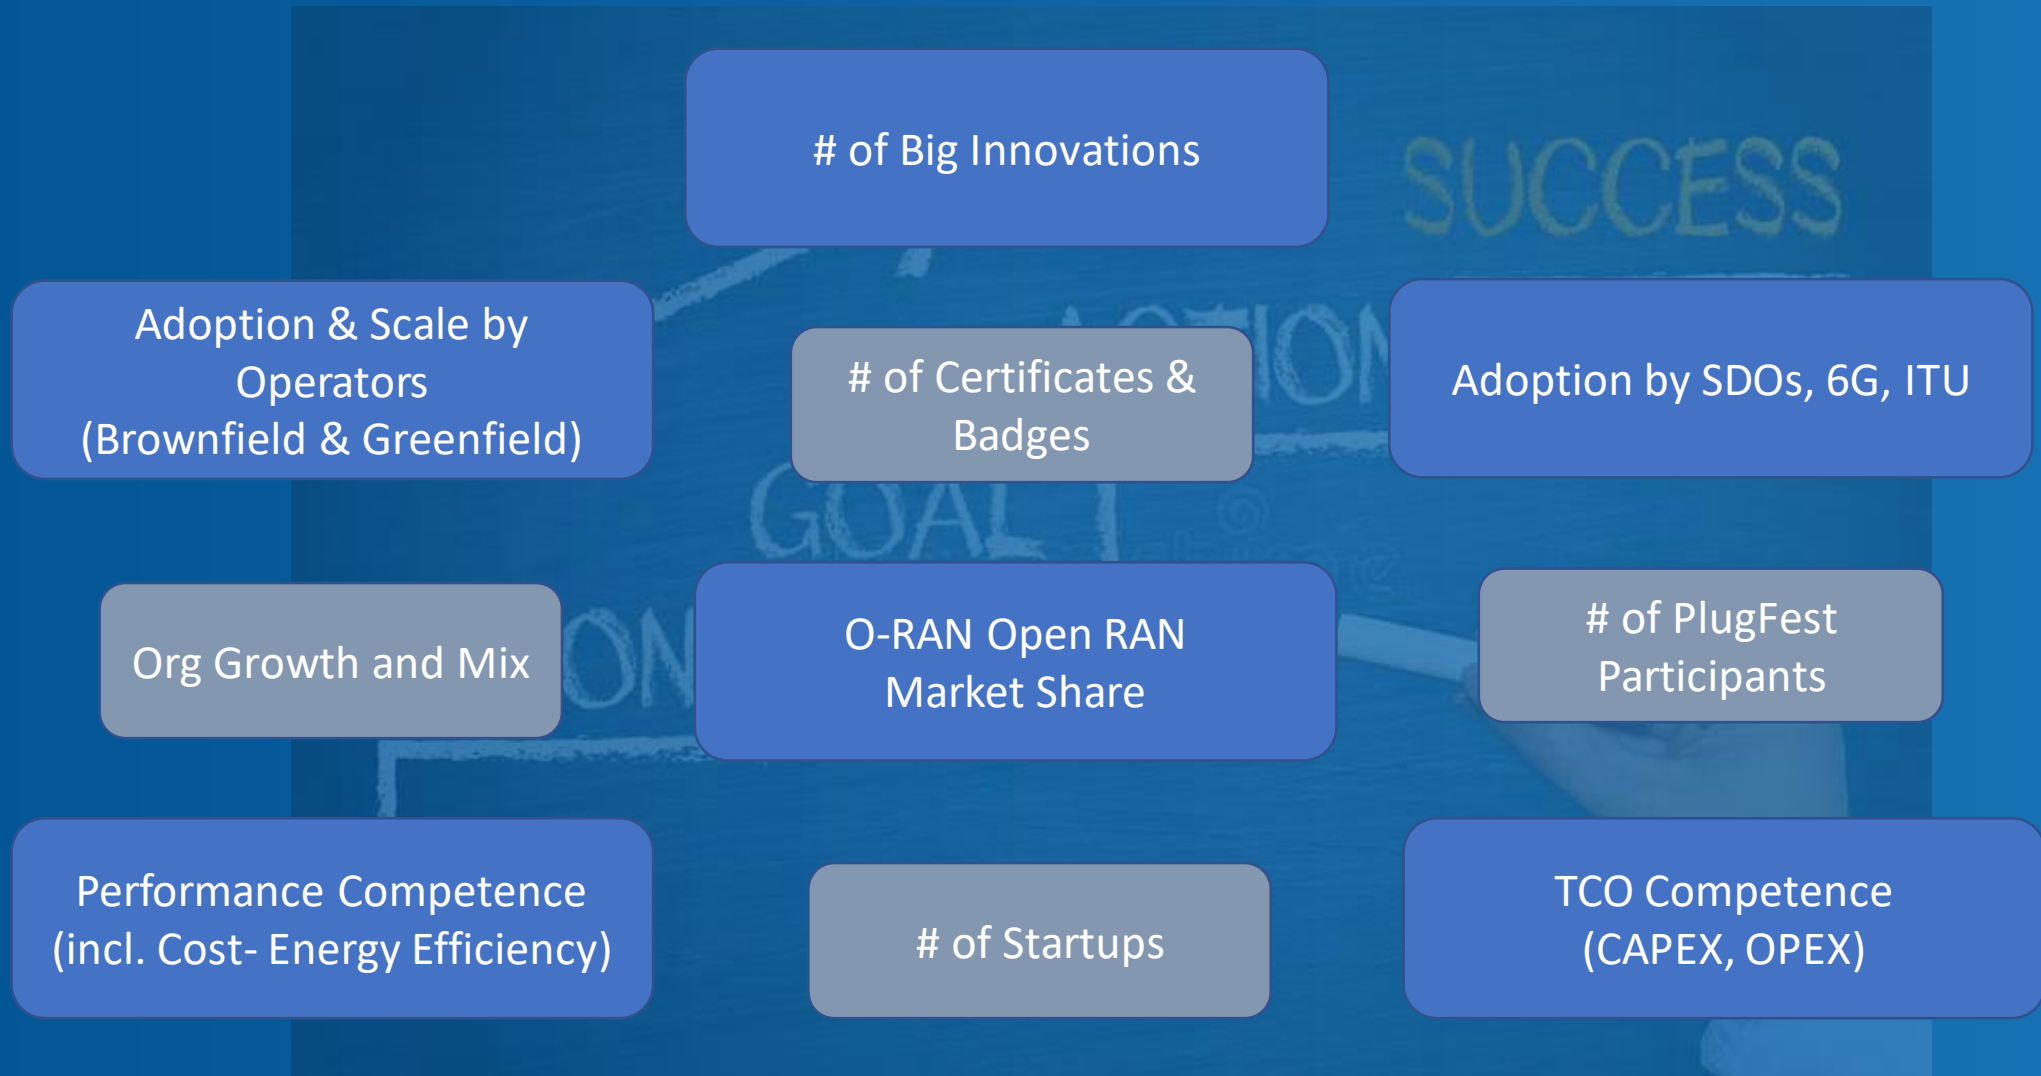 # of Big Innovations
SUCCESS
Adoption & Scale by
Operators
(Brownfield & Greenfield)
ACTION
# of Certificates &
Badges
Adoption by SDOs, 6G, ITU
GOAL
Org Growth and Mix
O-RAN Open RAN
Market Share
# of PlugFest
Participants
Performance Competence
(incl. Cost- Energy Efficiency)
# of Startups
TCO Competence
(CAPEX, OPEX)